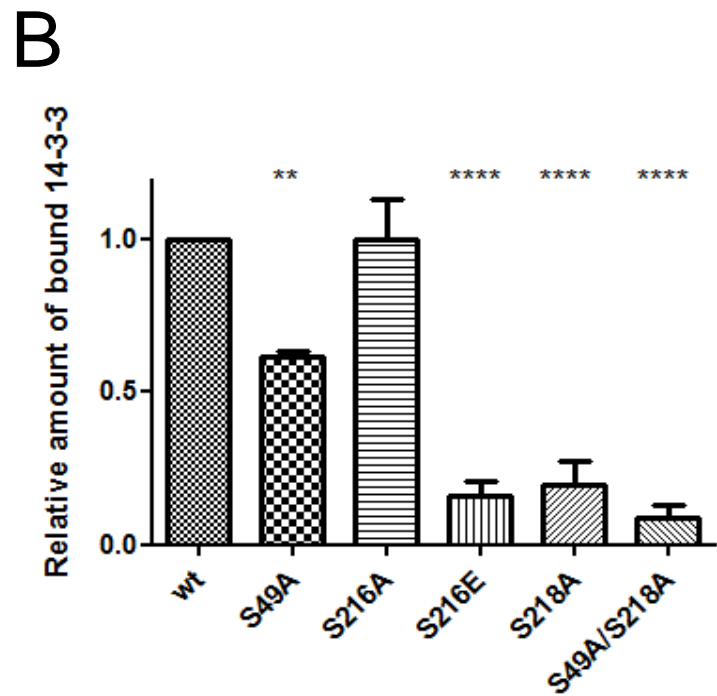 B
Relative amount of bound 14-3-3
** **** **** ****
1.0
0.5
0.0
wt
S49A
S216A
S216E
S218A
S49A/S218A